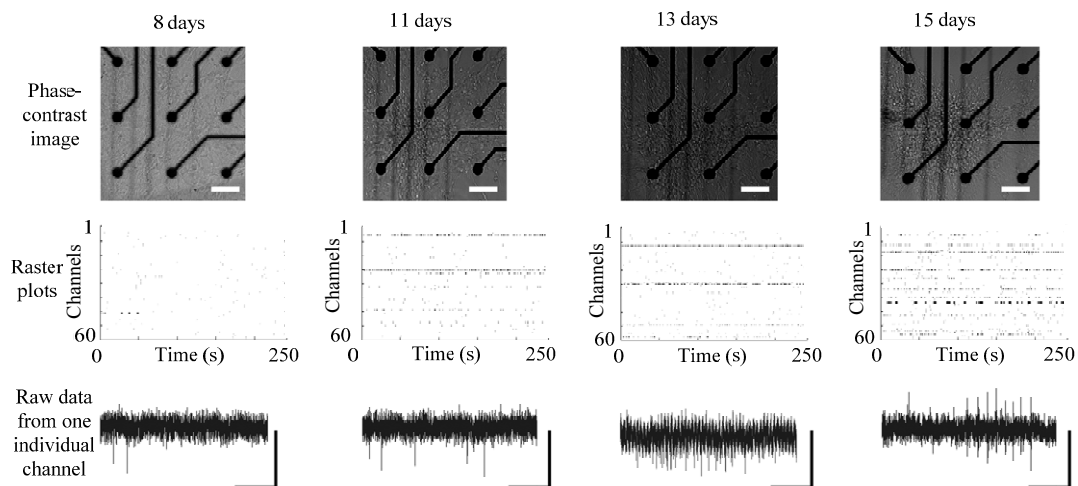 8 days
11 days
13 days
15 days
Phase-
contrast
image
Raster
plots
Channels
1
60
0
Time (s)
250
Channels
1
60
0
Time (s)
250
Channels
1
60
0
Time (s)
250
Channels
1
60
0
Time (s)
250
Raw data
from one
individual
channel